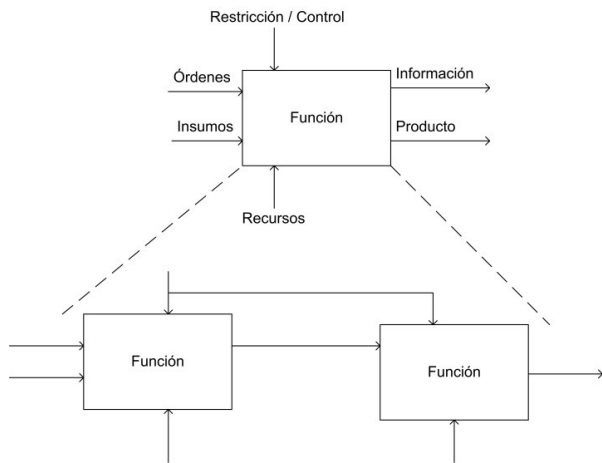 Restricción / Control
Órdenes
Información
Función
Insumos
Producto
Recursos
Función
Función